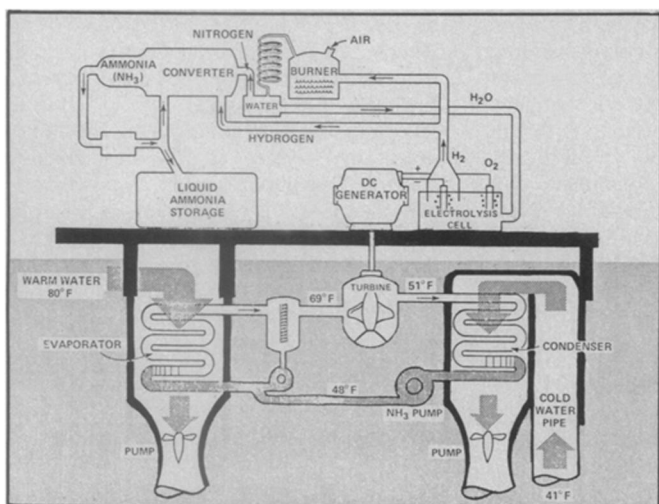 NITROGEN
AIR
AMMONIA
(NH3)
CONVERTER
BURNER
WATER
H2O
HYDROGEN
H2
O2
+
−
LIQUID
AMMONIA
STORAGE
DC
GENERATOR
ELECTROLYSIS
CELL
WARM WATER
80°F
69°F
TURBINE
51°F
EVAPORATOR
CONDENSER
48°F
NH3 PUMP
COLD
WATER
PIPE
PUMP
PUMP
41°F